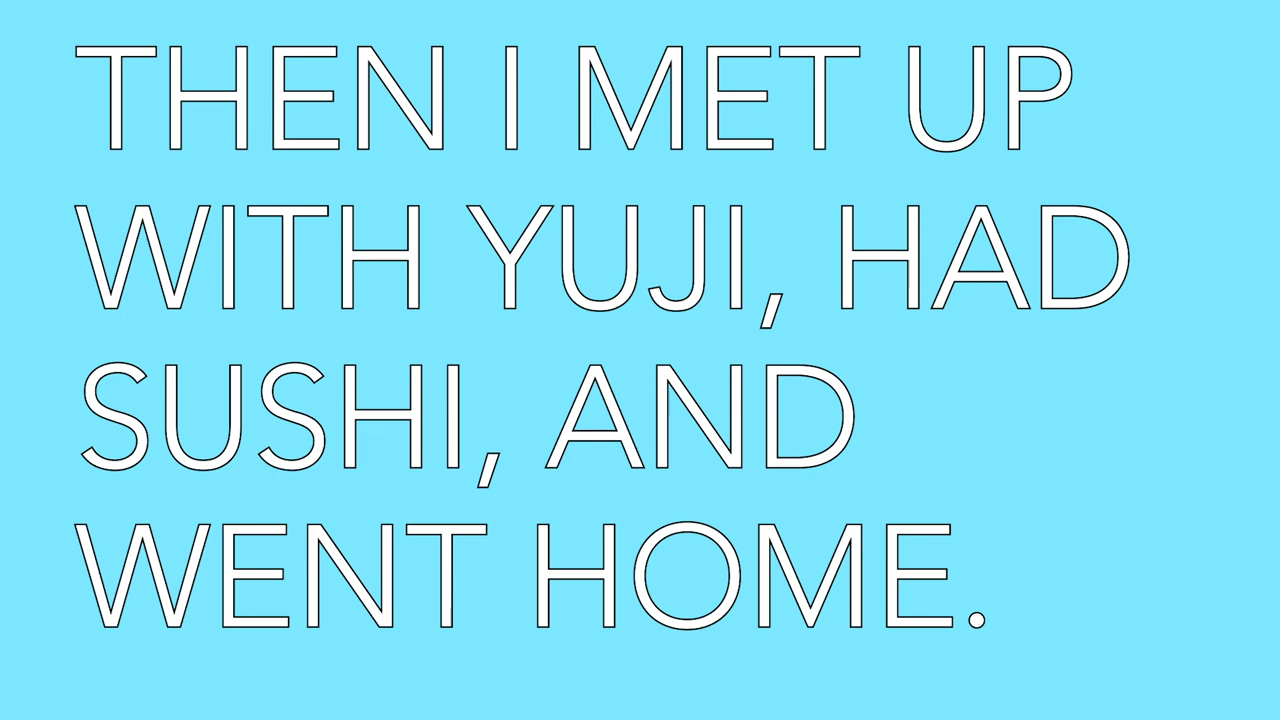 THEN I MET UP
WITH YUJI, HAD
SUSHI, AND
WENT HOME.